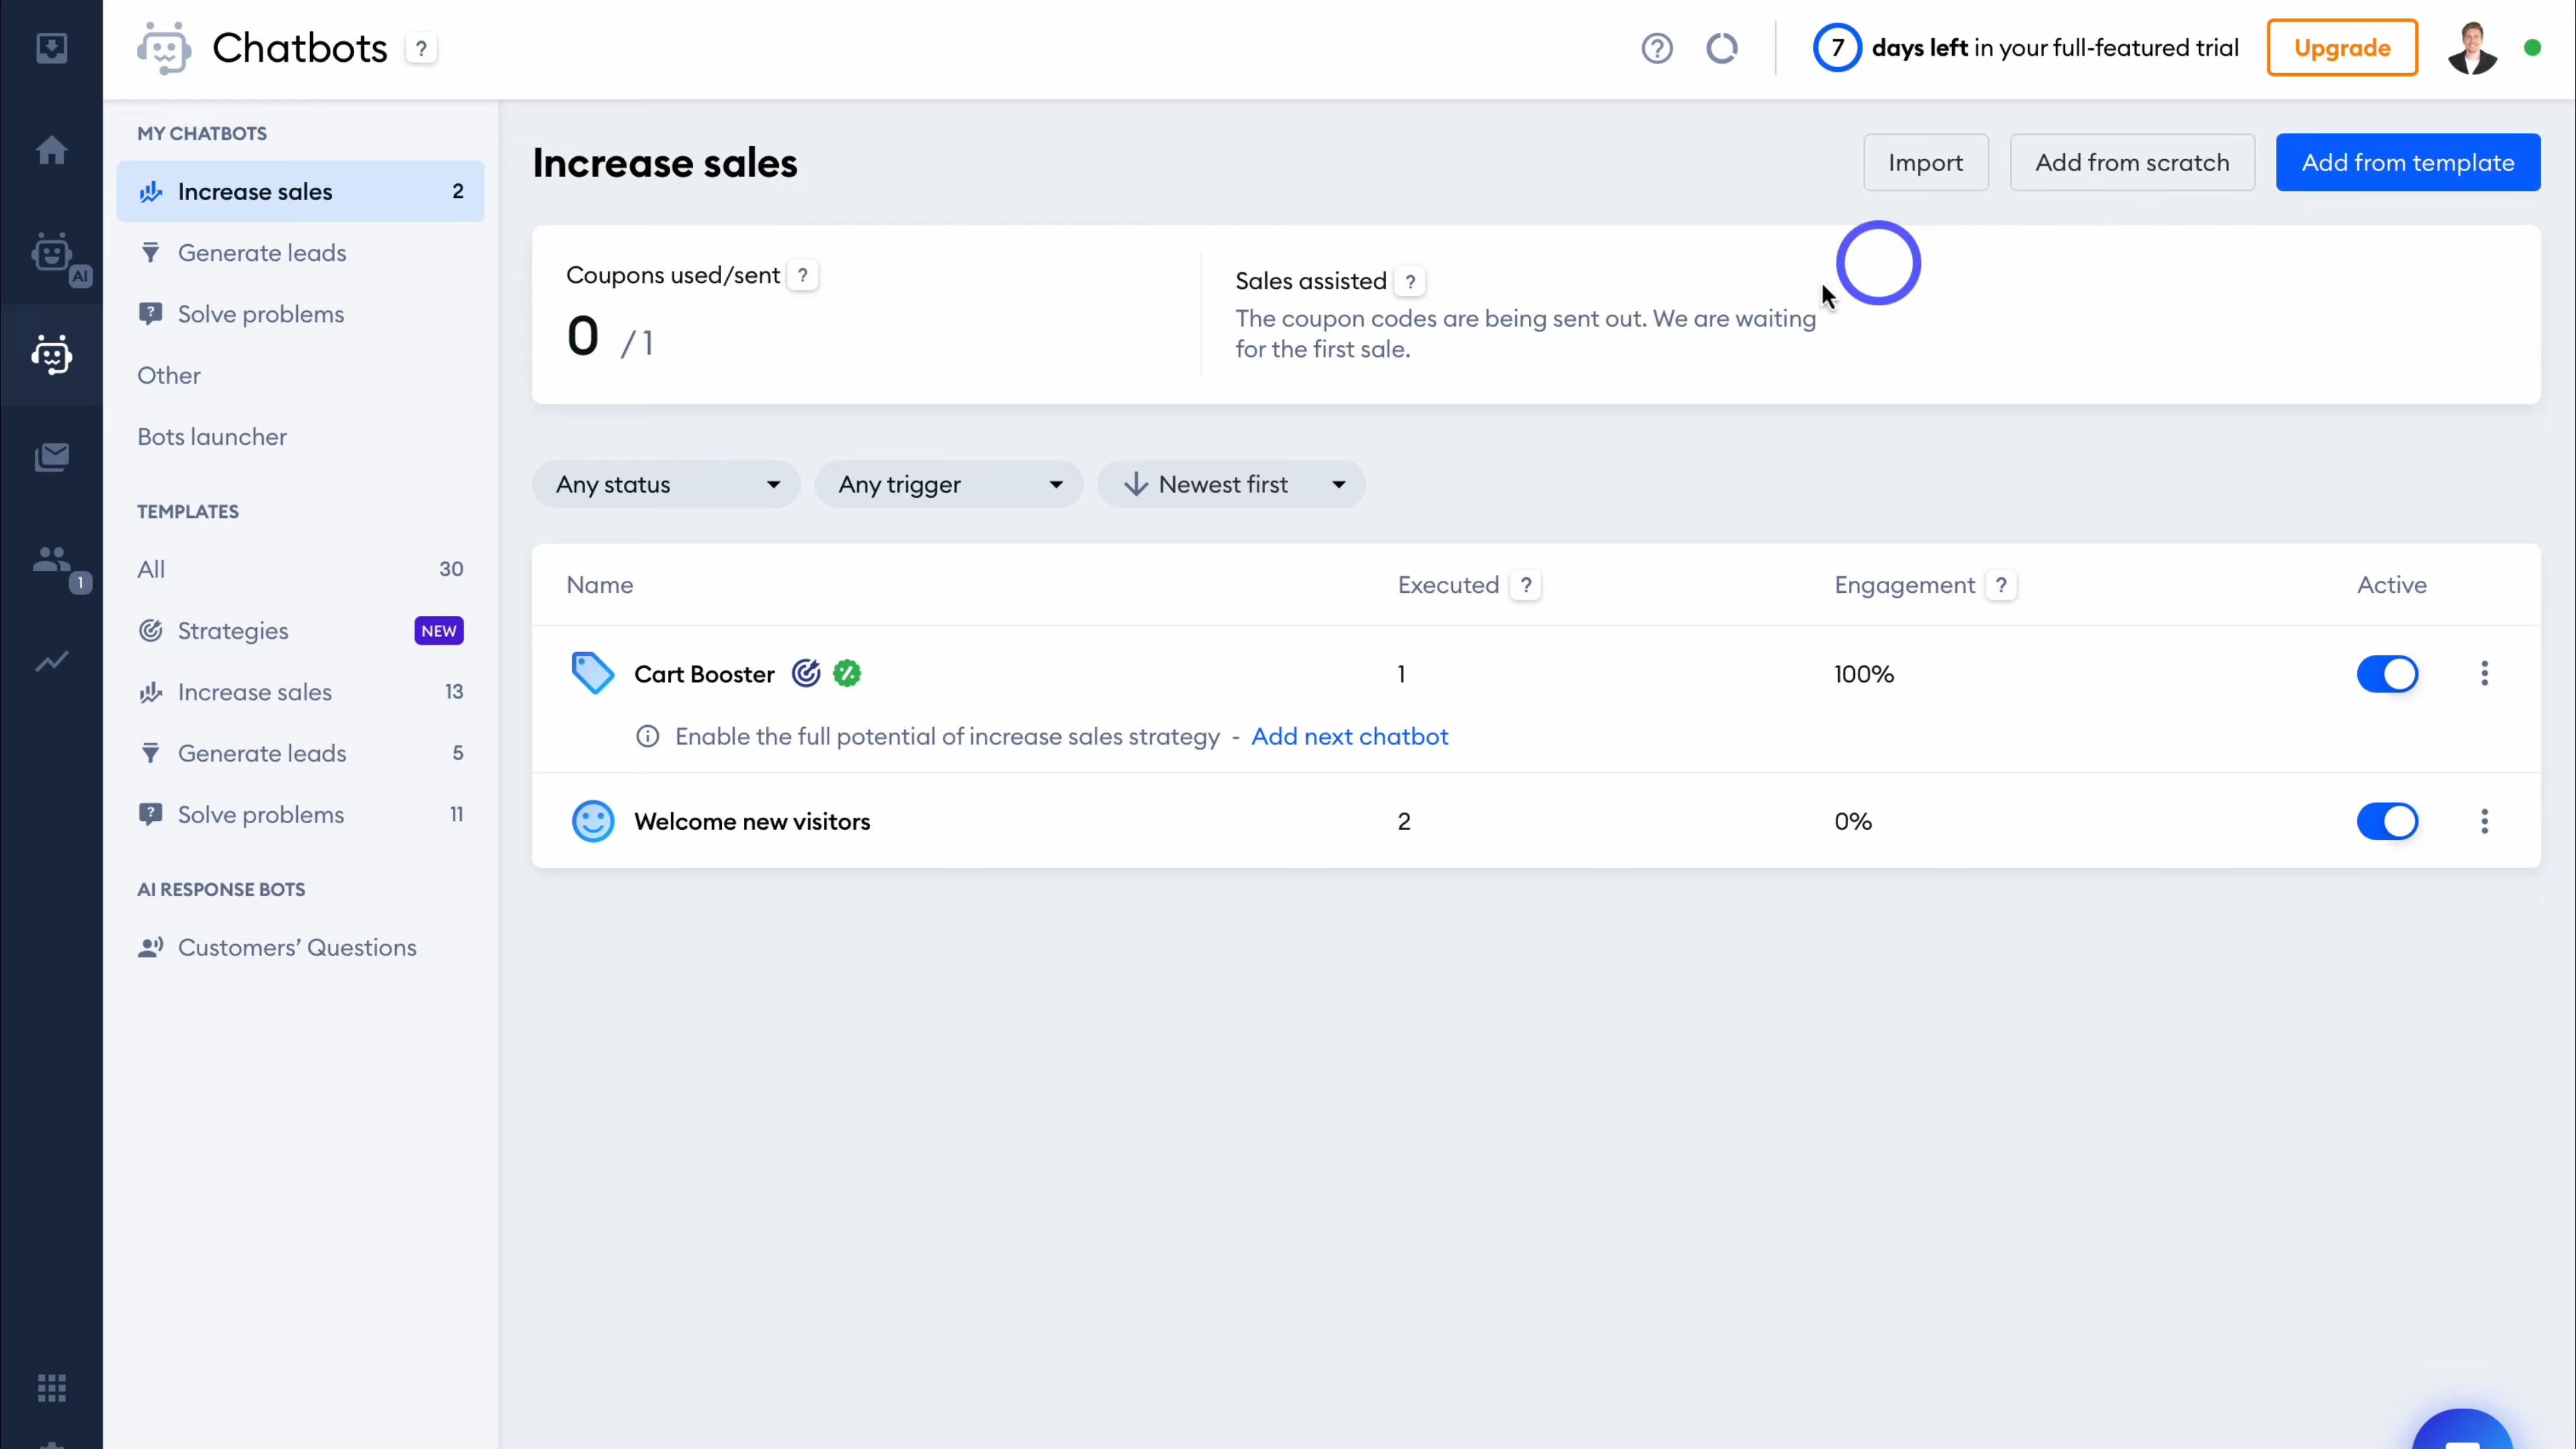 Chatbots ?
7 days left in your full-featured trial Upgrade
AI
1
MY CHATBOTS
Increase sales 2
Generate leads
Solve problems
Other
Bots launcher
TEMPLATES
All 30
Strategies NEW
Increase sales 13
Generate leads 5
Solve problems 11
AI RESPONSE BOTS
Customers’ Questions
Increase sales
Import Add from scratch Add from template
Coupons used/sent ?
0 / 1
Sales assisted ?
The coupon codes are being sent out. We are waiting
for the first sale.
Any status Any trigger Newest first
Name Executed ? Engagement ? Active
Cart Booster 1 100%
Enable the full potential of increase sales strategy - Add next chatbot
Welcome new visitors 2 0%